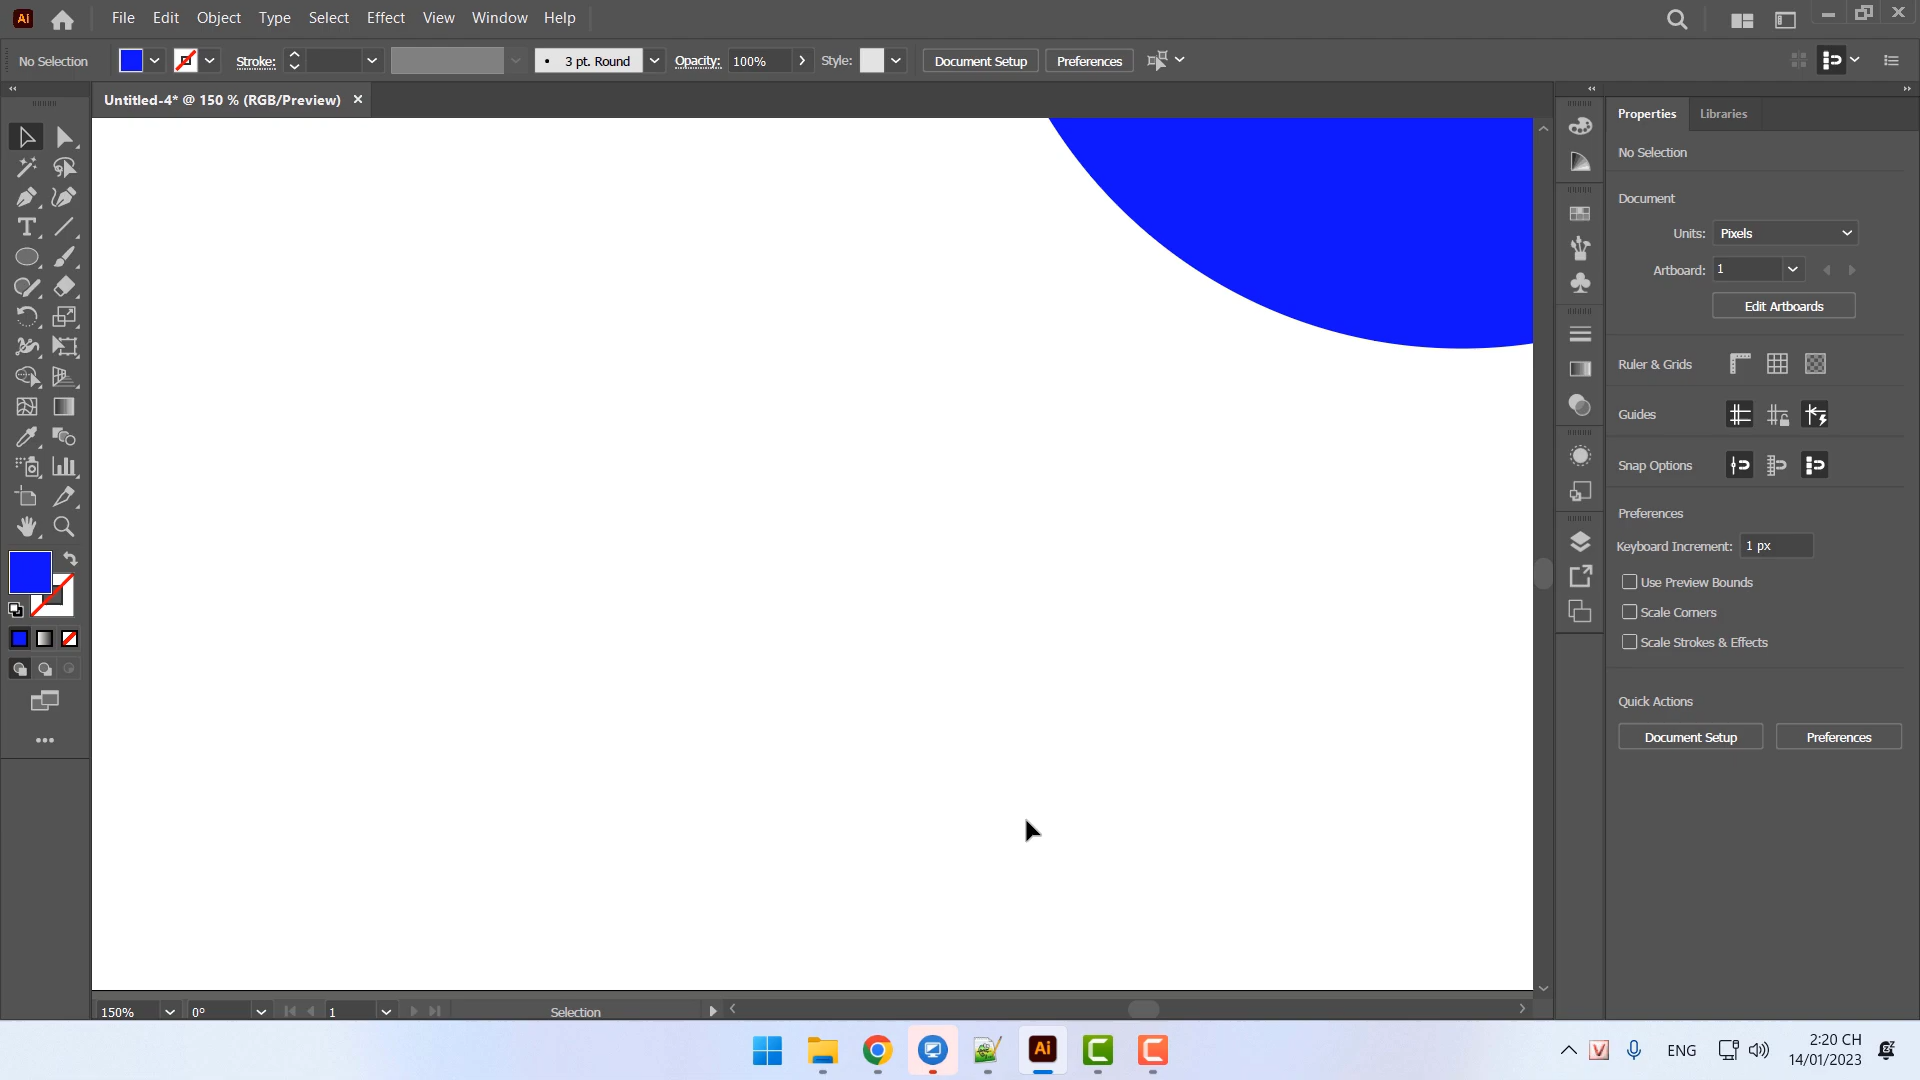 Ai File Edit Object Type Select Effect View Window Help
No Selection Stroke: 3 pt. Round Opacity: 100% Style: Document Setup Preferences
Untitled-4* @ 150 % (RGB/Preview) ×
Properties Libraries
No Selection
Document
Units: Pixels
Artboard: 1
Edit Artboards
Ruler & Grids
Guides
Snap Options
Preferences
Keyboard Increment: 1 px
Use Preview Bounds
Scale Corners
Scale Strokes & Effects
Quick Actions
Document Setup Preferences
150% 0° 1 Selection
Ai ENG 2:20 CH
14/01/2023